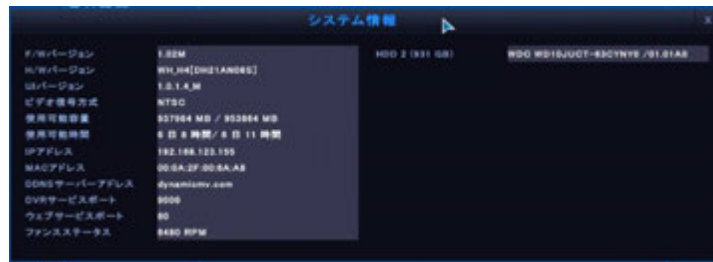 システム情報
X
F/Wバージョン 1.02M HDD 2 (931 GB) WDC WD10JUCT-63CYNY0 /01.01A0
H/Wバージョン WH_H4[DH21AN06S]
UIバージョン 1.0.1.4_M
ビデオ信号方式 NTSC
使用可能容量 937984 MB / 953864 MB
使用可能時間 6 日 8 時間/ 6 日 11 時間
IPアドレス 192.168.123.155
MACアドレス 00:0A:2F:00:6A:A8
DDNSサーバーアドレス dynamicmv.com
DVRサービスポート 9006
ウェブサービスポート 80
ファンステータス 6480 RPM